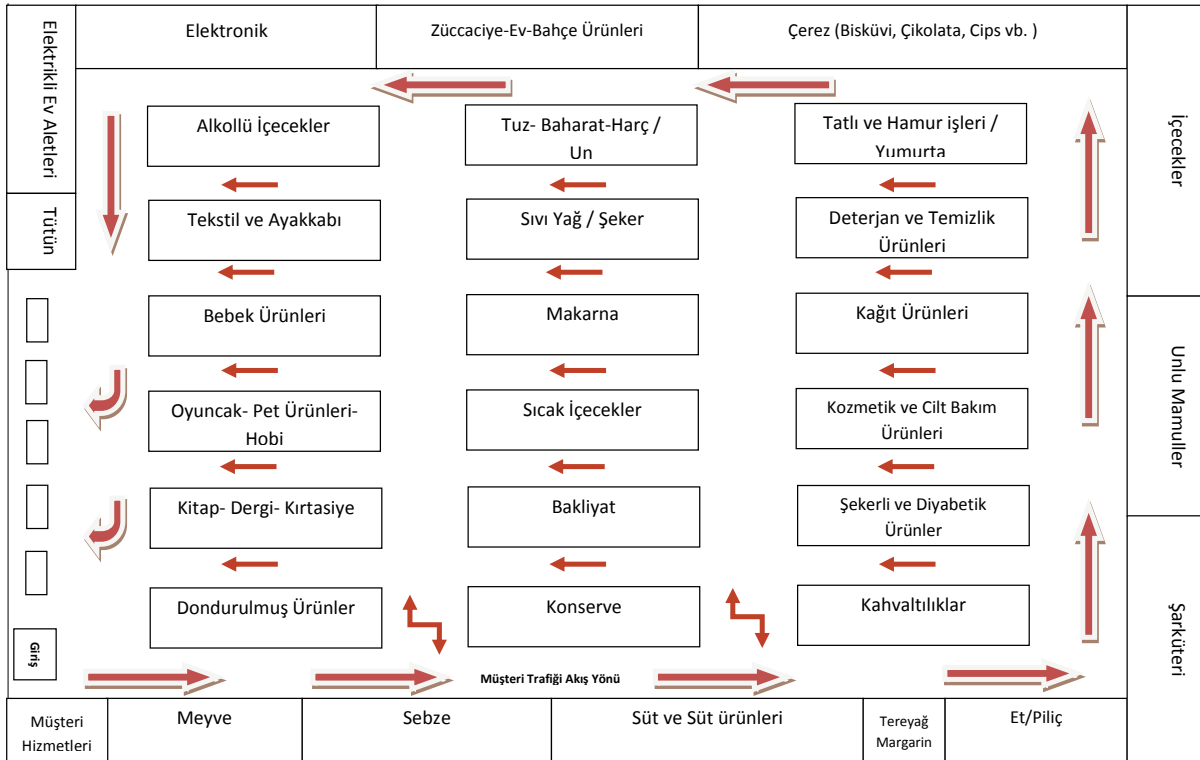 Elektrikli Ev Aletleri
Elektronik
Züccaciye-Ev-Bahçe Ürünleri
Çerez (Bisküvi, Çikolata, Cips vb. )
İçecekler
Alkollü İçecekler
Tuz- Baharat-Harç /
Un
Tatlı ve Hamur işleri /
Yumurta
Tütün
Tekstil ve Ayakkabı
Sıvı Yağ / Şeker
Deterjan ve Temizlik
Ürünleri
Bebek Ürünleri
Makarna
Kağıt Ürünleri
Unlu Mamuller
Oyuncak- Pet Ürünleri-
Hobi
Sıcak İçecekler
Kozmetik ve Cilt Bakım
Ürünleri
Kitap- Dergi- Kırtasiye
Bakliyat
Şekerli ve Diyabetik
Ürünler
Şarküteri
Dondurulmuş Ürünler
Konserve
Kahvaltılıklar
Giriş
Müşteri Trafiği Akış Yönü
Müşteri
Hizmetleri
Meyve
Sebze
Süt ve Süt ürünleri
Tereyağ
Margarin
Et/Piliç